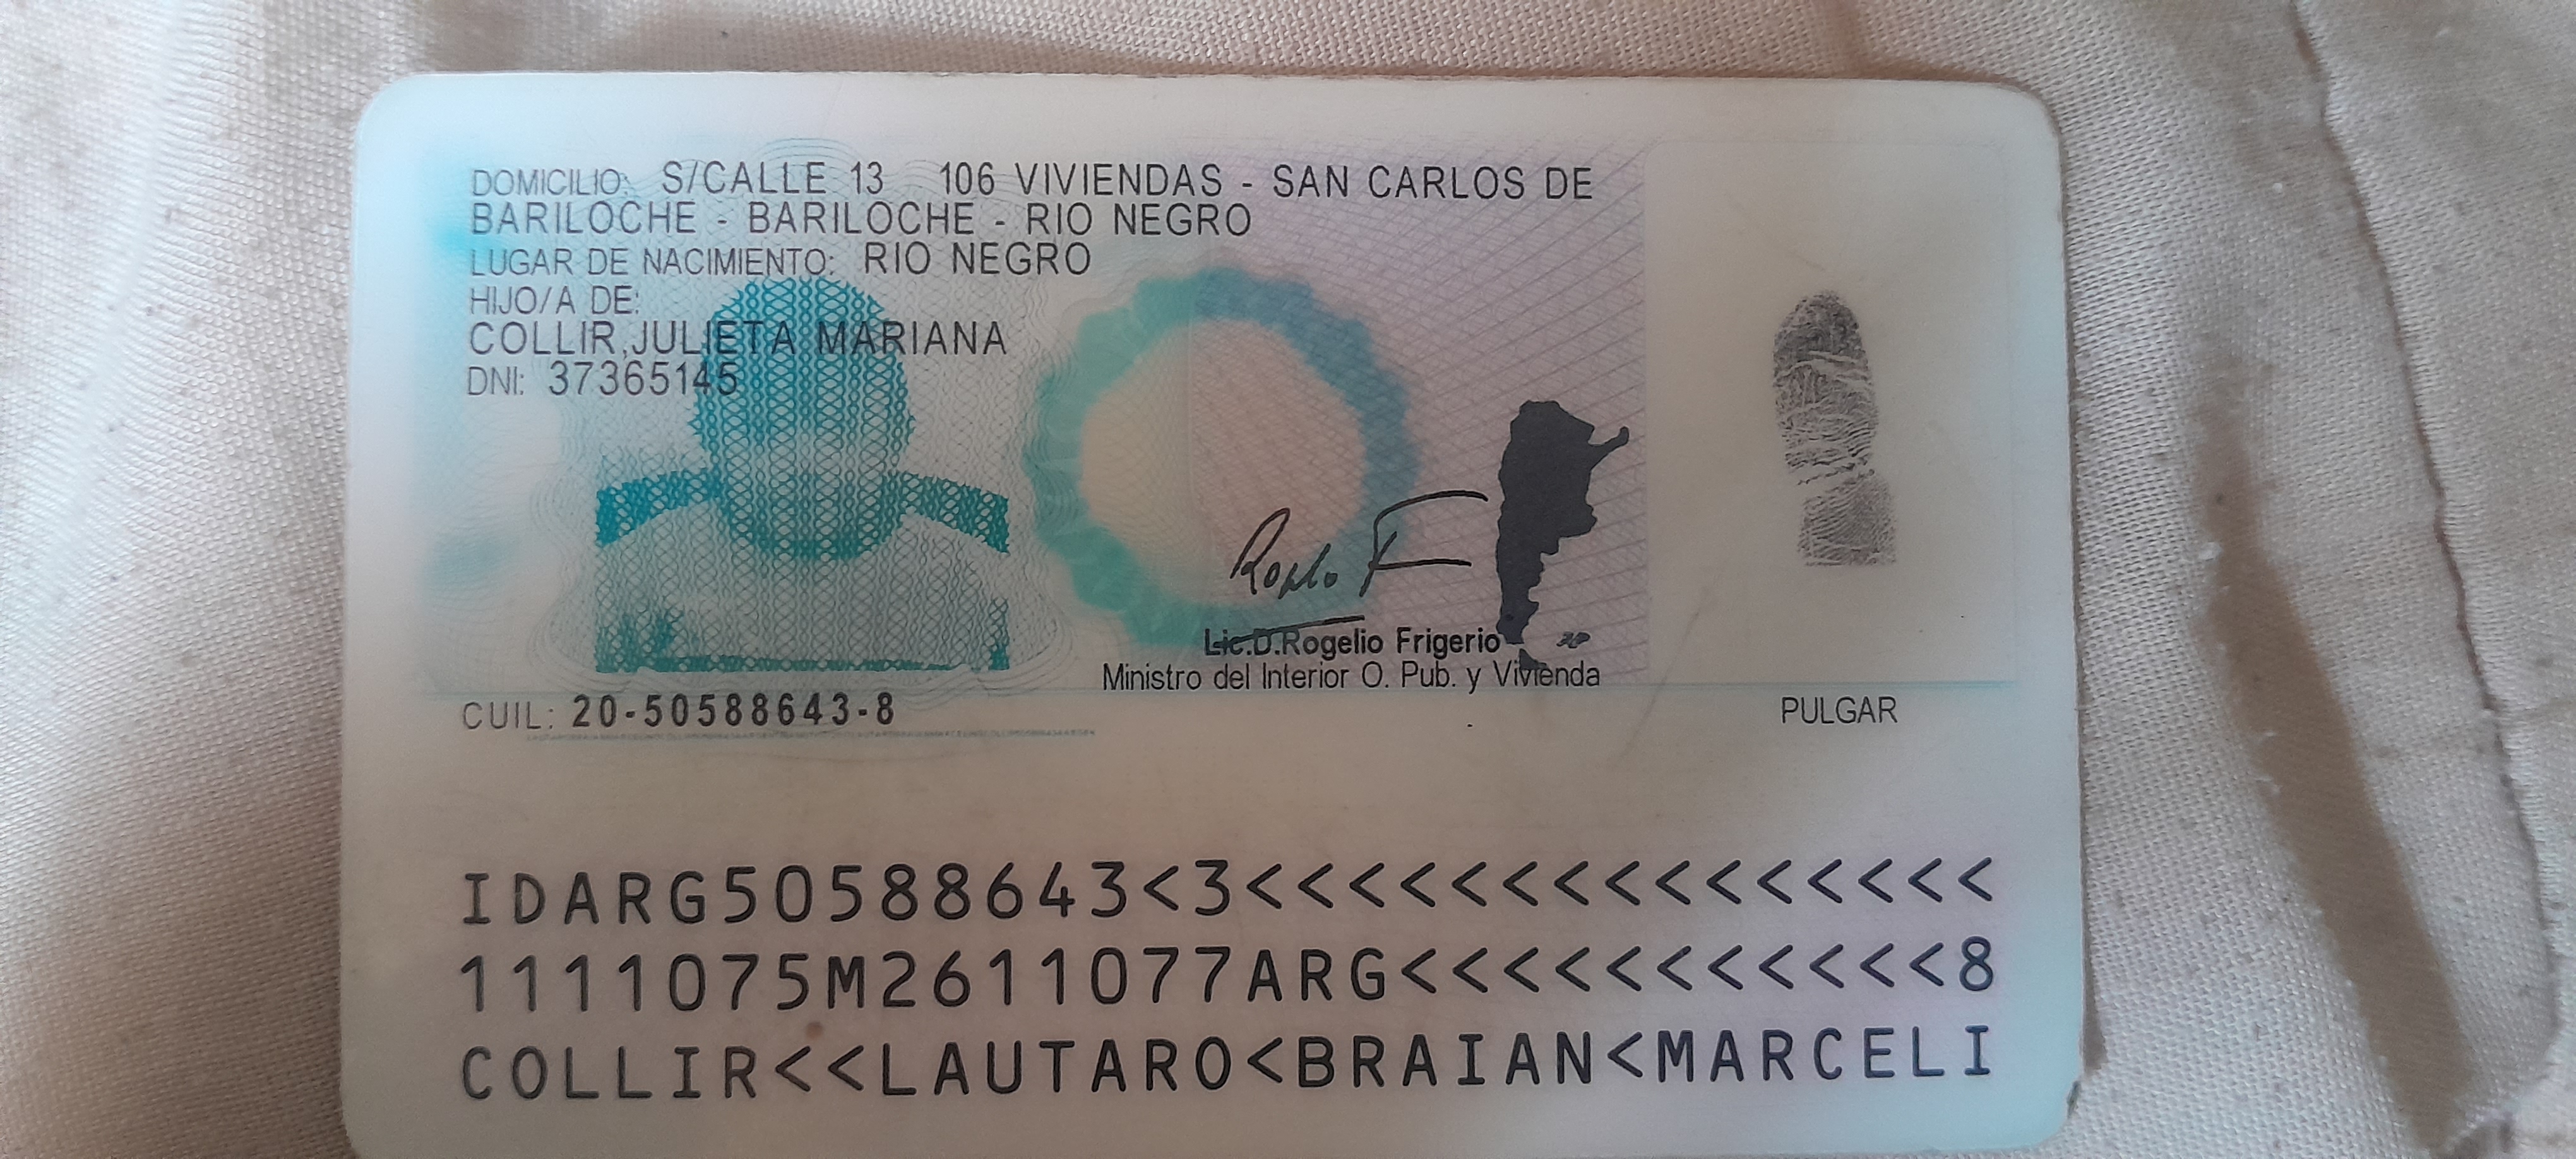 DOMICILIO: S/CALLE 13 106 VIVIENDAS - SAN CARLOS DE
BARILOCHE - BARILOCHE - RIO NEGRO
LUGAR DE NACIMIENTO: RIO NEGRO
HIJO/A DE:
COLLIR,JULIETA MARIANA
DNI: 37365145
Lic.D.Rogelio Frigerio
Ministro del Interior O. Pub. y Vivienda
CUIL: 20-50588643-8
PULGAR
IDARG50588643<3<<<<<<<<<<<<<<<
1111075M2611077ARG<<<<<<<<<<<8
COLLIR<<LAUTARO<BRAIAN<MARCELI